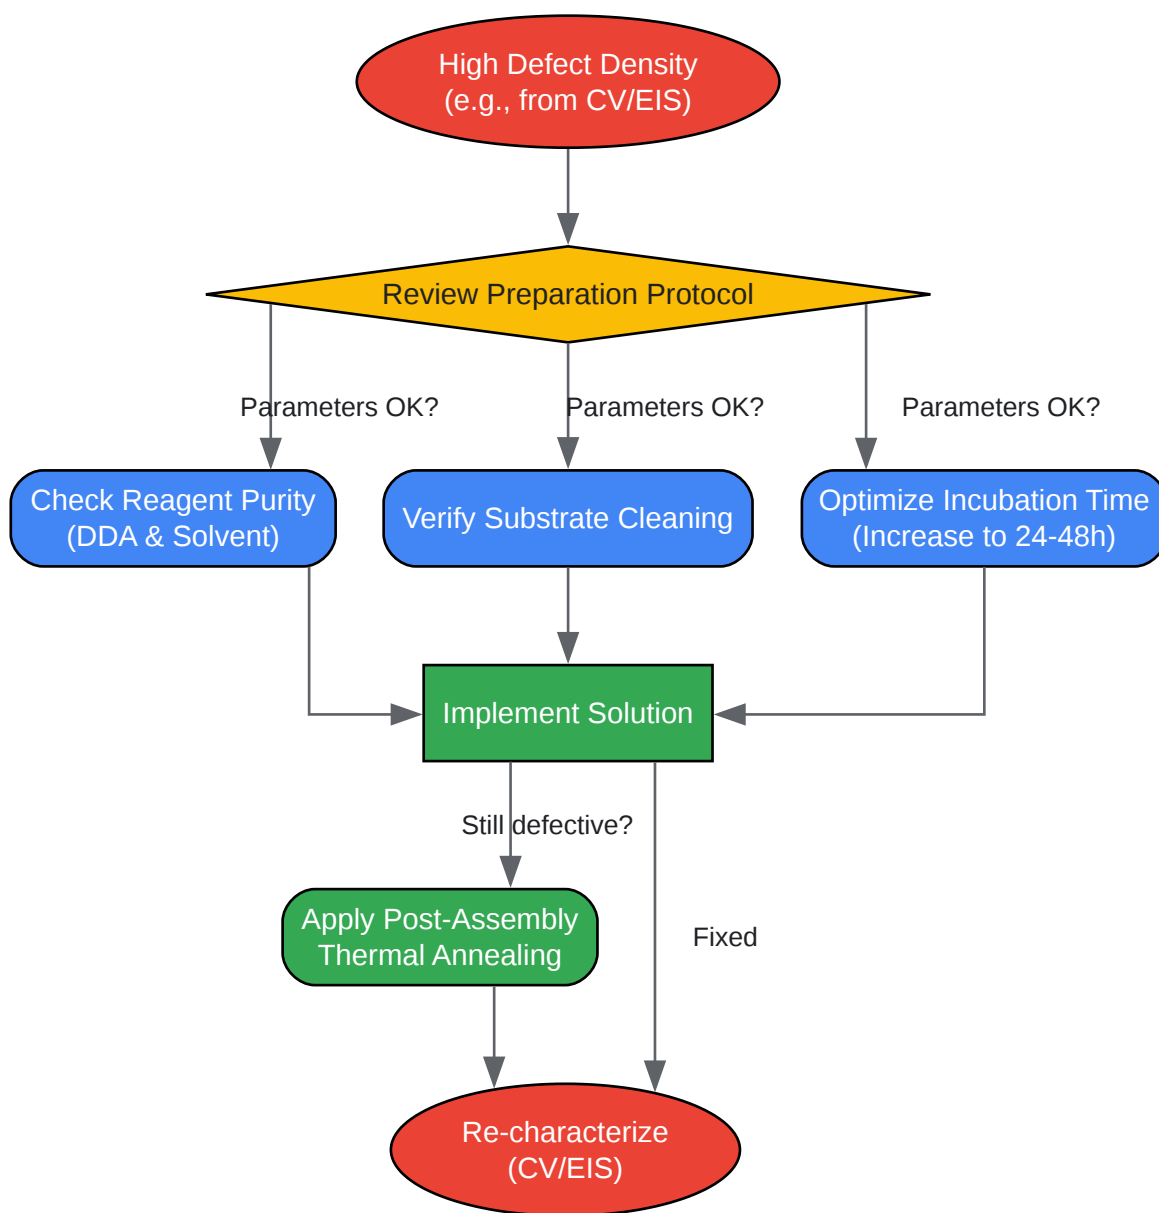 High Defect Density
(e.g., from CV/EIS)
Review Preparation Protocol
Parameters OK?
Parameters OK?
Parameters OK?
Check Reagent Purity
(DDA & Solvent)
Verify Substrate Cleaning
Optimize Incubation Time
(Increase to 24-48h)
Implement Solution
Still defective?
Apply Post-Assembly
Thermal Annealing
Fixed
Re-characterize
(CV/EIS)